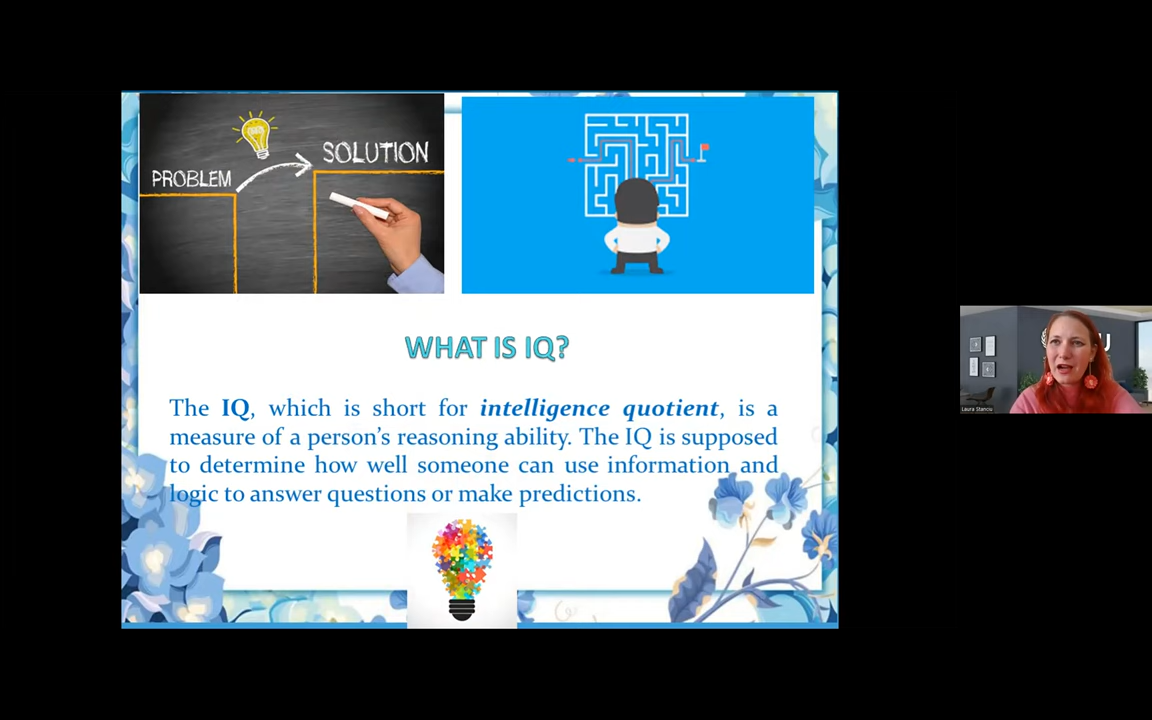 PROBLEM
SOLUTION
WHAT IS IQ?
The IQ, which is short for intelligence quotient, is a
measure of a person's reasoning ability. The IQ is supposed
to determine how well someone can use information and
logic to answer questions or make predictions.
Laura Stanciu